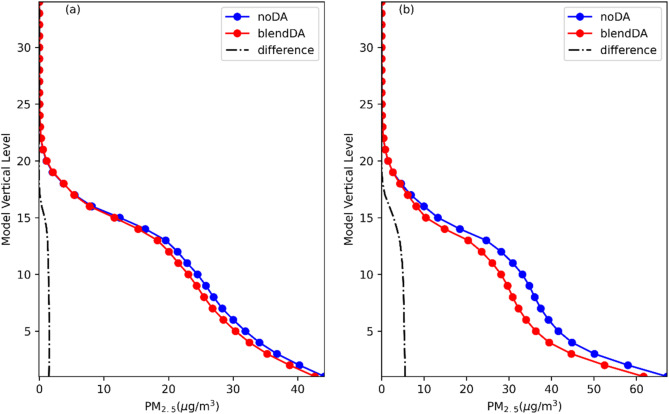 (a)
noDA
blendDA
difference
30
25
20
15
10
5
Model Vertical Level
0 10 20 30 40
PM2.5(μg/m³)
(b)
noDA
blendDA
difference
30
25
20
15
10
5
Model Vertical Level
0 10 20 30 40 50 60
PM2.5(μg/m³)